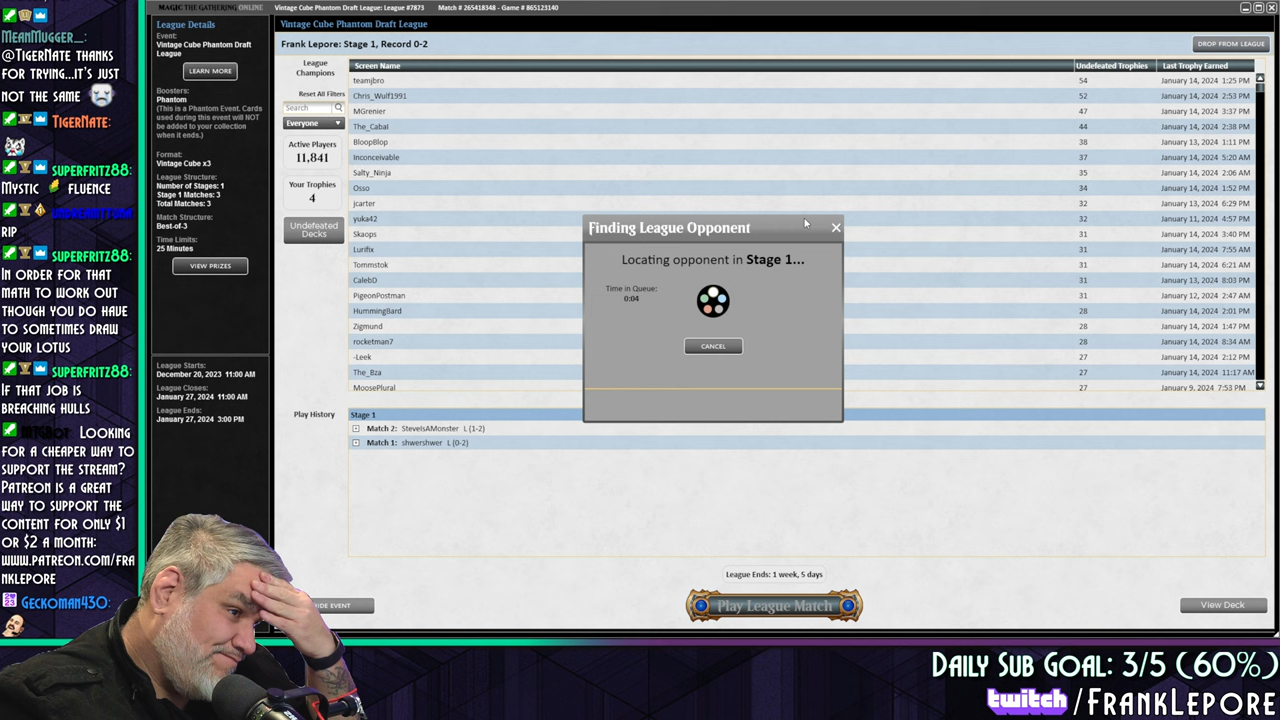 MAGIC THE GATHERING ONLINE
Vintage Cube Phantom Draft League: League #7873
Match # 265418348 - Game # 865123140
MeanMugger_:
@TigerNate thanks
for trying...it's just
not the same
TigerNate:
superfritz88:
Mystic
fluence
RIP
superfritz88:
In order for that
math to work out
though you do have
to sometimes draw
your lotus
superfritz88:
If that job is
breaching hulls
Looking
for a cheaper way to
support the stream?
Patreon is a great
way to support the
content for only $1
or $2 a month:
www.patreon.com/fra
nklepore
Geckoman430:
League Details
Event:
Vintage Cube Phantom Draft
League
LEARN MORE
Boosters:
Phantom
(This is a Phantom Event, Cards
used during this event will NOT
be added to your collection
when it ends.)
Format:
Vintage Cube x3
League Structure:
Number of Stages: 1
Stage 1 Matches: 3
Total Matches: 3
Match Structure:
Best-of-3
Time Limits:
25 Minutes
VIEW PRIZES
League Starts:
December 20, 2023 11:00 AM
League Closes:
January 27, 2024 11:00 AM
League Ends:
January 27, 2024 3:00 PM
Vintage Cube Phantom Draft League
Frank Lepore: Stage 1, Record 0-2
DROP FROM LEAGUE
League
Champions
Reset All Filters
Search
Everyone
Active Players
11,841
Your Trophies
4
Undefeated
Decks
Screen Name Undefeated Trophies Last Trophy Earned
teamjbro 54 January 14, 2024 1:25 PM
Chris_Wulf1991 52 January 14, 2024 2:53 PM
MGrenier 47 January 14, 2024 3:37 PM
The_Cabal 44 January 14, 2024 2:38 PM
BloopBlop 38 January 13, 2024 1:11 PM
Inconceivable 37 January 14, 2024 5:20 AM
Salty_Ninja 35 January 14, 2024 2:06 AM
Osso 34 January 14, 2024 1:52 PM
jcarter 32 January 13, 2024 6:29 PM
yuka42 32 January 11, 2024 4:57 PM
Skaops 31 January 14, 2024 3:40 PM
Lurifix 31 January 14, 2024 7:55 AM
Tommstok 31 January 14, 2024 6:21 AM
CalebD 31 January 13, 2024 8:03 PM
PigeonPostman 31 January 12, 2024 2:47 AM
HummingBard 28 January 14, 2024 2:01 PM
Zigmund 28 January 14, 2024 1:47 PM
rocketman7 28 January 14, 2024 8:34 AM
-Leek 27 January 14, 2024 2:12 PM
The_Bza 27 January 14, 2024 11:17 AM
MoosePlural 27 January 9, 2024 7:53 PM
Finding League Opponent
Locating opponent in Stage 1...
Time in Queue:
0:04
CANCEL
Play History
Stage 1
Match 2: SteveIsAMonster L (1-2)
Match 1: shwershwer L (0-2)
League Ends: 1 week, 5 days
HIDE EVENT
Play League Match
View Deck
Daily Sub Goal: 3/5 (60%)
twitch/FrankLepore